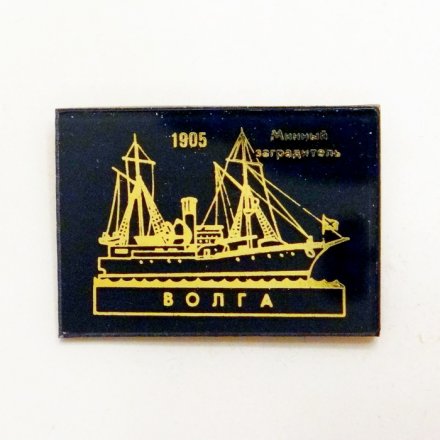 1905
Минный
заградитель
ВОЛГА